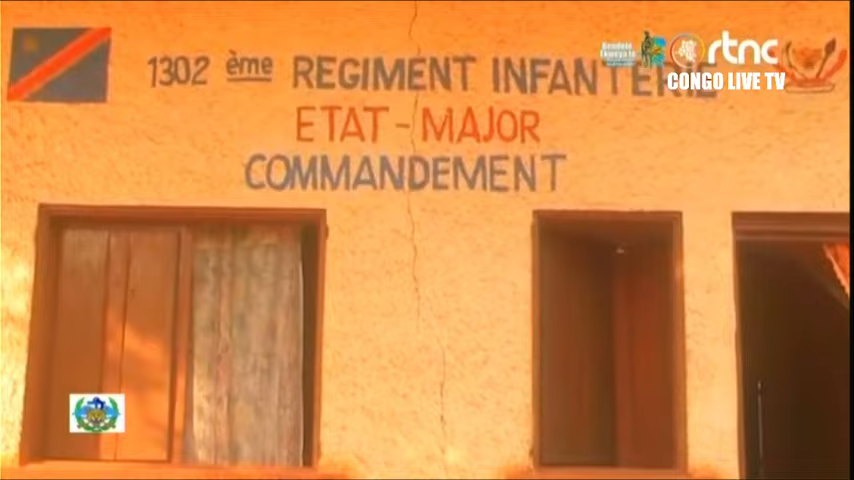 1302 ème REGIMENT INFANTERIE
ETAT - MAJOR
COMMANDEMENT
rtnc
CONGO LIVE TV